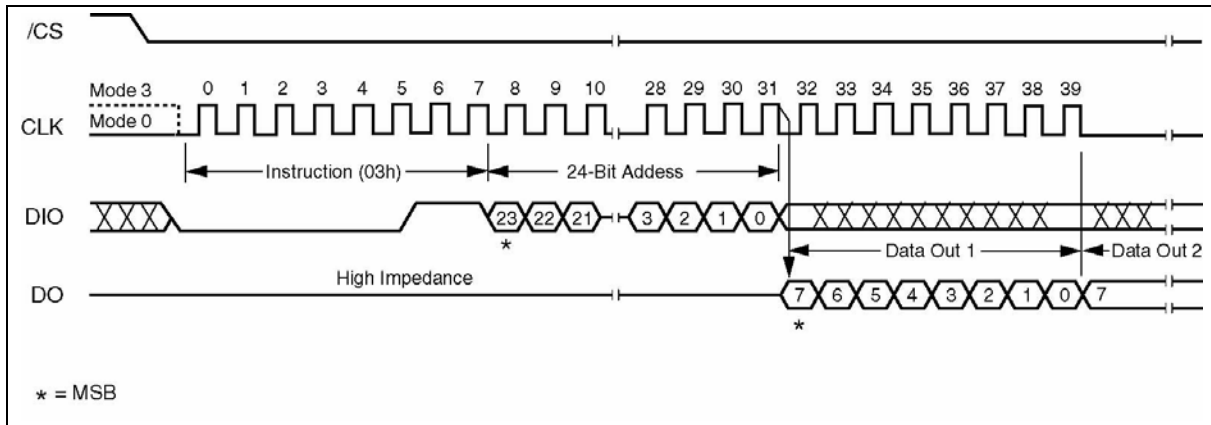 /CS
Mode 3
Mode 0
CLK
0 1 2 3 4 5 6 7 8 9 10 28 29 30 31 32 33 34 35 36 37 38 39
Instruction (03h) 24-Bit Addess
DIO
23 22 21 3 2 1 0
*
Data Out 1 Data Out 2
High Impedance
DO
7 6 5 4 3 2 1 0 7
*
* = MSB